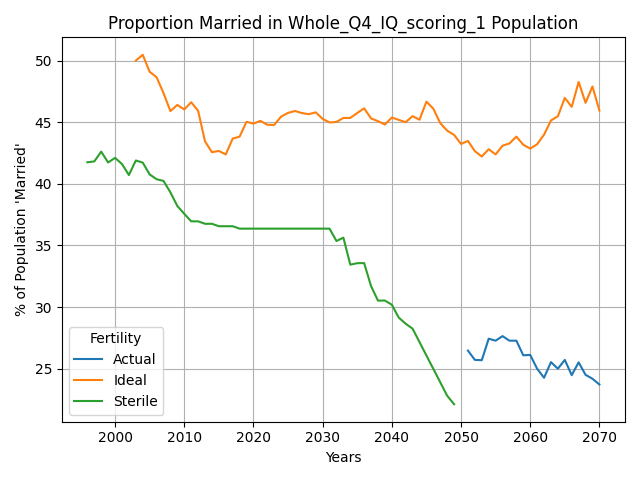 Proportion Married in Whole_Q4_IQ_scoring_1 Population
% of Population 'Married'
50
45
40
35
30
25
Fertility
Actual
Ideal
Sterile
2000 2010 2020 2030 2040 2050 2060 2070
Years